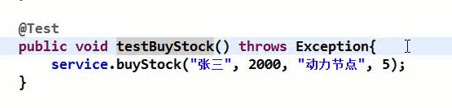 @Test
public void testBuyStock() throws Exception{
service.buyStock("张三", 2000, "动力节点", 5);
}